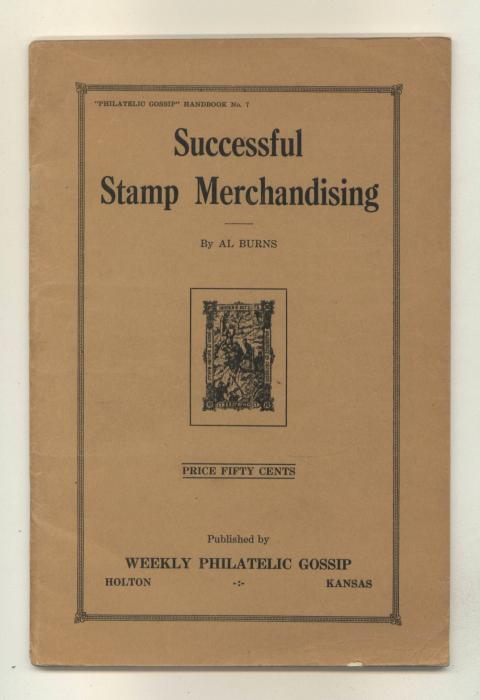 "PHILATELIC GOSSIP" HANDBOOK No. 7
Successful
Stamp Merchandising
By AL BURNS
PRICE FIFTY CENTS
Published by
WEEKLY PHILATELIC GOSSIP
HOLTON -:- KANSAS